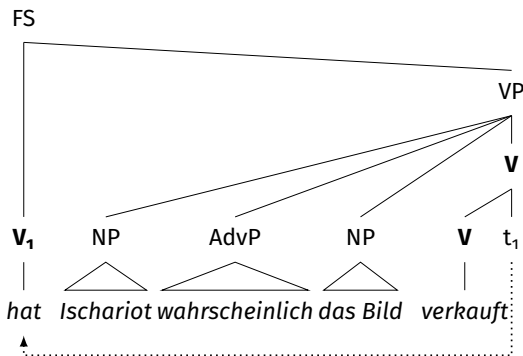 FS
VP
V
V₁ NP AdvP NP V t₁
hat Ischariot wahrscheinlich das Bild verkauft